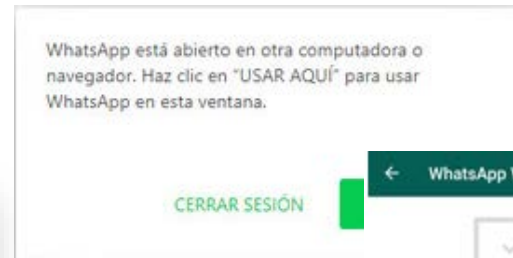 WhatsApp está abierto en otra computadora o
navegador. Haz clic en "USAR AQUÍ" para usar
WhatsApp en esta ventana.
CERRAR SESIÓN
WhatsApp